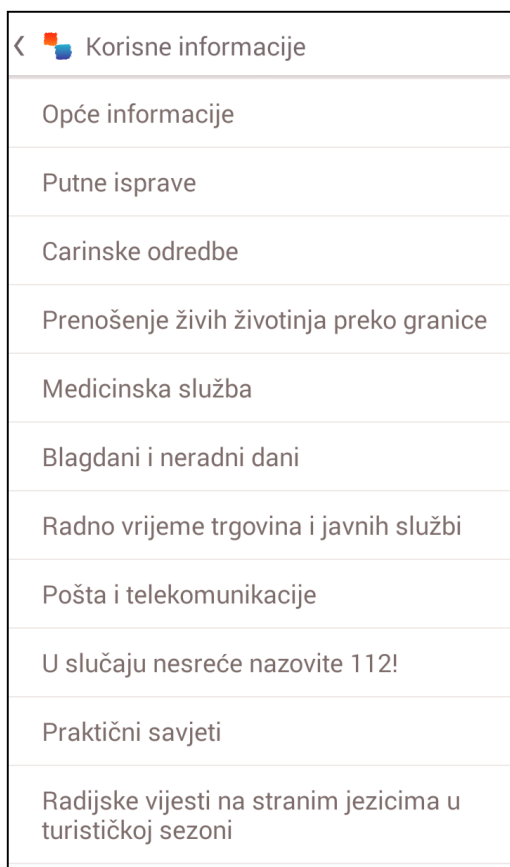 Korisne informacije
Opće informacije
Putne isprave
Carinske odredbe
Prenošenje živih životinja preko granice
Medicinska služba
Blagdani i neradni dani
Radno vrijeme trgovina i javnih službi
Pošta i telekomunikacije
U slučaju nesreće nazovite 112!
Praktični savjeti
Radijske vijesti na stranim jezicima u
turističkoj sezoni